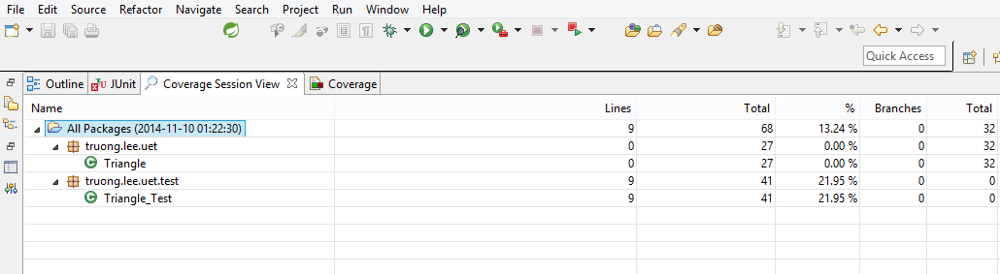 File Edit Source Refactor Navigate Search Project Run Window Help
Quick Access
Outline JUnit Coverage Session View Coverage
Name Lines Total % Branches Total
All Packages (2014-11-10 01:22:30) 9 68 13.24 % 0 32
truong.lee.uet 0 27 0.00 % 0 32
Triangle 0 27 0.00 % 0 32
truong.lee.uet.test 9 41 21.95 % 0 0
Triangle_Test 9 41 21.95 % 0 0